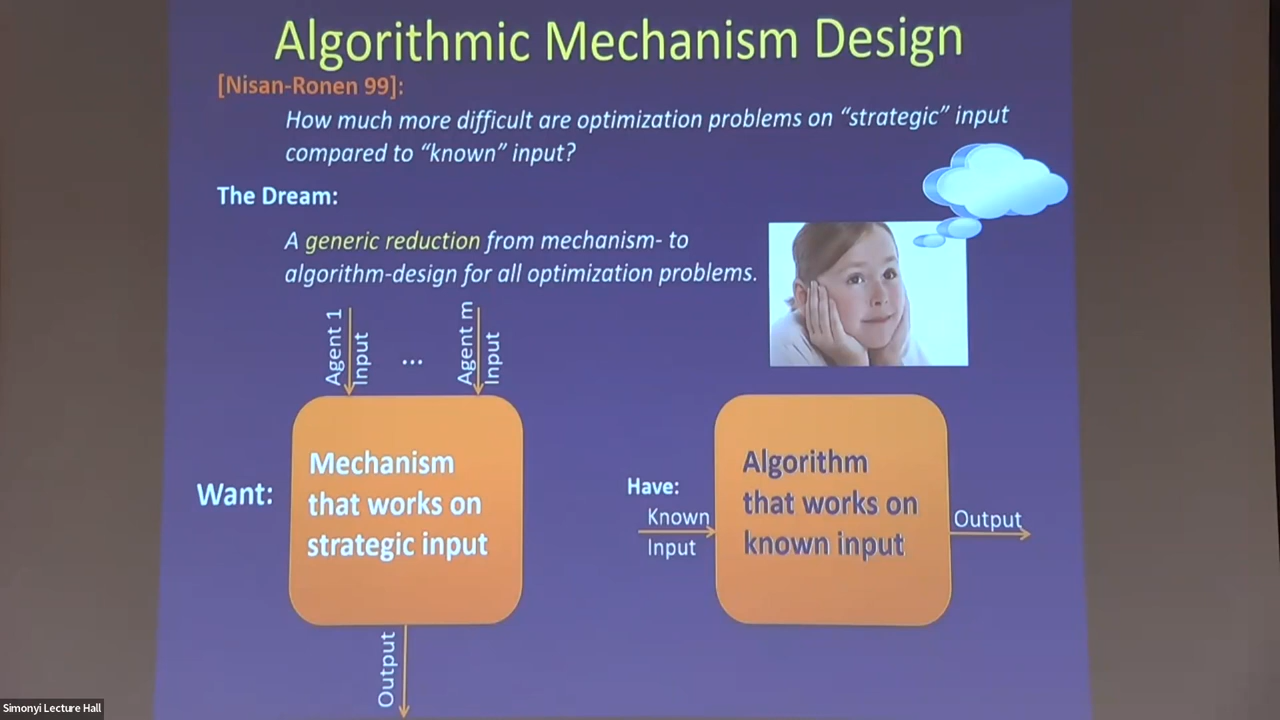 Algorithmic Mechanism Design
[Nisan-Ronen 99]:
How much more difficult are optimization problems on “strategic” input
compared to “known” input?
The Dream:
A generic reduction from mechanism- to
algorithm-design for all optimization problems.
Agent 1
Input
...
Agent m
Input
Want:
Mechanism
that works on
strategic input
Output
Have:
Known
Input
Algorithm
that works on
known input
Output
Simonyi Lecture Hall